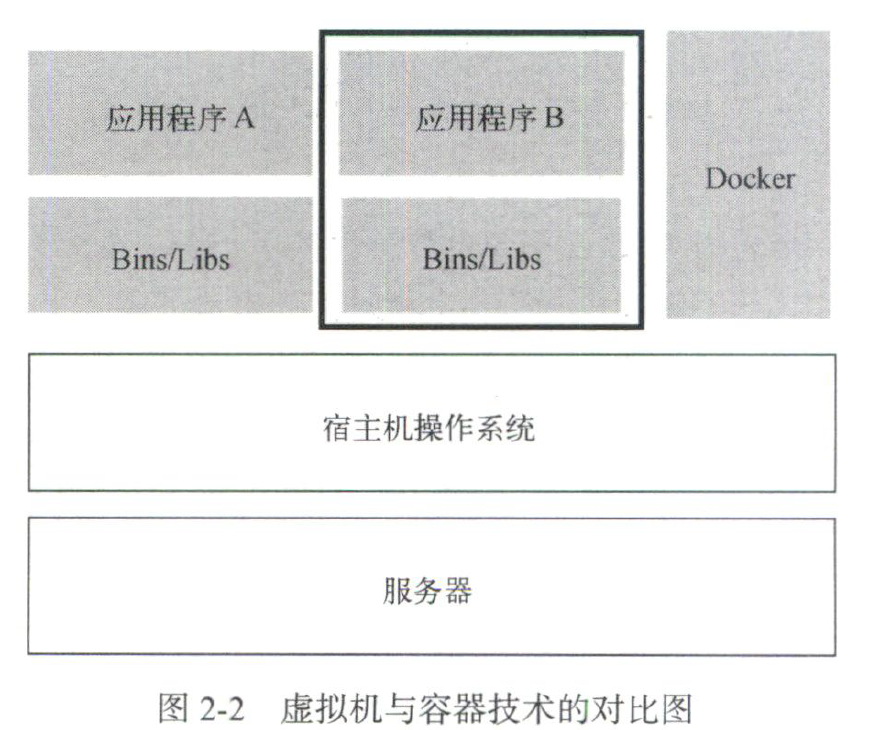 应用程序 A
应用程序 B
Docker
Bins/Libs
Bins/Libs
宿主机操作系统
服务器
图 2-2 虚拟机与容器技术的对比图